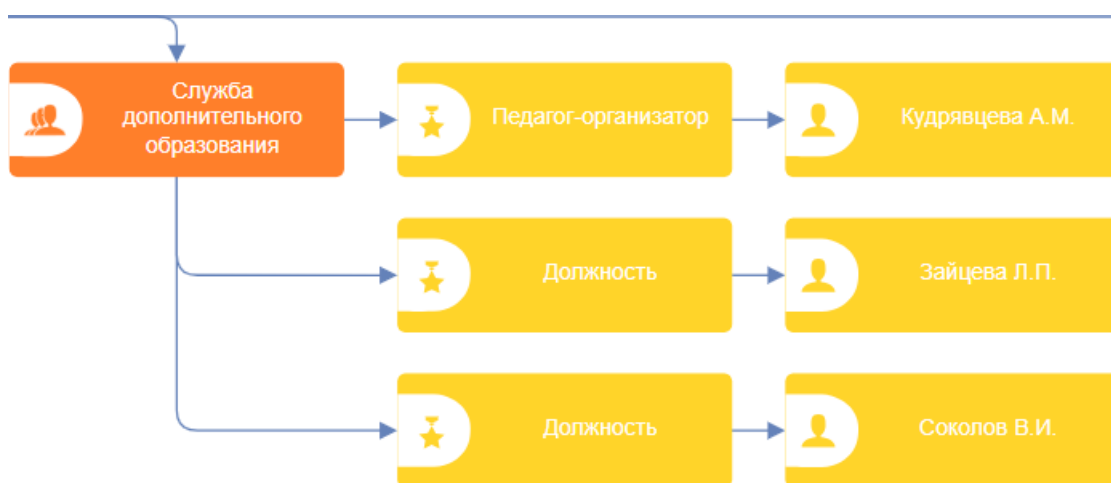 Служба
дополнительного
образования
Педагог-организатор
Кудрявцева А.М.
Должность
Зайцева Л.П.
Должность
Соколов В.И.